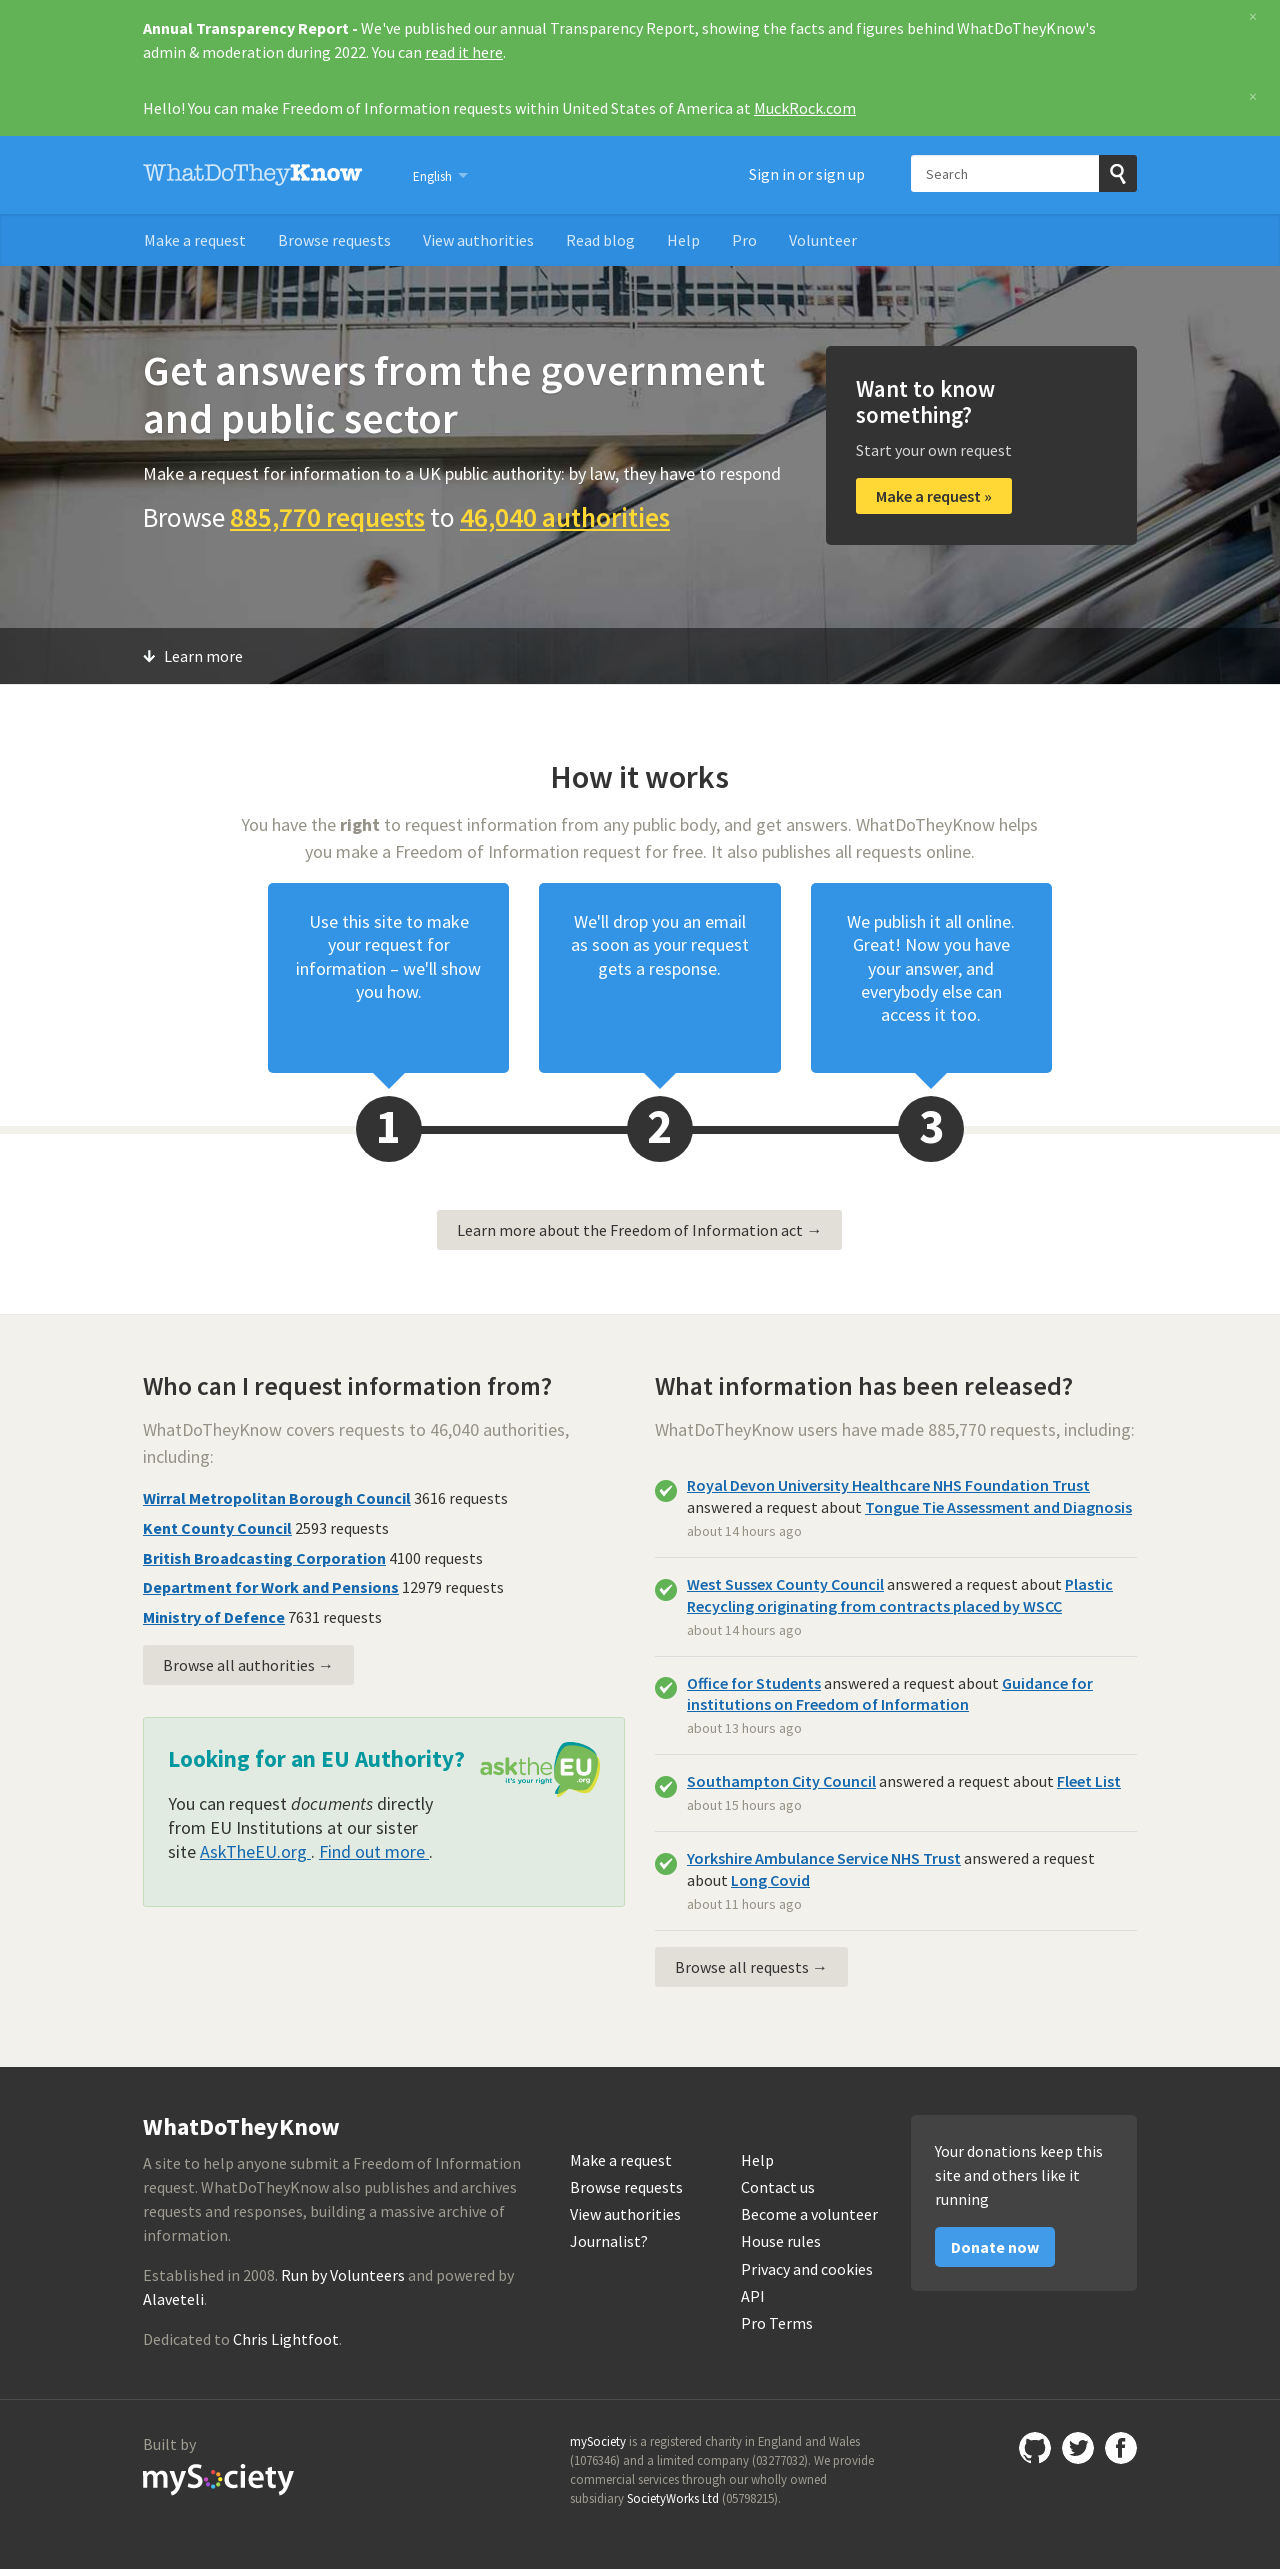 Annual Transparency Report - We've published our annual Transparency Report, showing the facts and figures behind WhatDoTheyKnow's
admin & moderation during 2022. You can read it here.
×
Hello! You can make Freedom of Information requests within United States of America at MuckRock.com
×
WhatDoTheyKnow
English
Sign in or sign up
Search
Make a request
Browse requests
View authorities
Read blog
Help
Pro
Volunteer
Get answers from the government
and public sector
Make a request for information to a UK public authority: by law, they have to respond
Browse 885,770 requests to 46,040 authorities
Want to know
something?
Start your own request
Make a request »
Learn more
How it works
You have the right to request information from any public body, and get answers. WhatDoTheyKnow helps
you make a Freedom of Information request for free. It also publishes all requests online.
Use this site to make
your request for
information – we'll show
you how.
We'll drop you an email
as soon as your request
gets a response.
We publish it all online.
Great! Now you have
your answer, and
everybody else can
access it too.
1
2
3
Learn more about the Freedom of Information act →
Who can I request information from?
WhatDoTheyKnow covers requests to 46,040 authorities,
including:
Wirral Metropolitan Borough Council 3616 requests
Kent County Council 2593 requests
British Broadcasting Corporation 4100 requests
Department for Work and Pensions 12979 requests
Ministry of Defence 7631 requests
Browse all authorities →
Looking for an EU Authority?
asktheEU
it's your right
.org
You can request documents directly
from EU Institutions at our sister
site AskTheEU.org . Find out more .
What information has been released?
WhatDoTheyKnow users have made 885,770 requests, including:
Royal Devon University Healthcare NHS Foundation Trust
answered a request about Tongue Tie Assessment and Diagnosis
about 14 hours ago
West Sussex County Council answered a request about Plastic
Recycling originating from contracts placed by WSCC
about 14 hours ago
Office for Students answered a request about Guidance for
institutions on Freedom of Information
about 13 hours ago
Southampton City Council answered a request about Fleet List
about 15 hours ago
Yorkshire Ambulance Service NHS Trust answered a request
about Long Covid
about 11 hours ago
Browse all requests →
WhatDoTheyKnow
A site to help anyone submit a Freedom of Information
request. WhatDoTheyKnow also publishes and archives
requests and responses, building a massive archive of
information.
Established in 2008. Run by Volunteers and powered by
Alaveteli.
Dedicated to Chris Lightfoot.
Make a request
Browse requests
View authorities
Journalist?
Help
Contact us
Become a volunteer
House rules
Privacy and cookies
API
Pro Terms
Your donations keep this
site and others like it
running
Donate now
Built by
mySociety
mySociety is a registered charity in England and Wales
(1076346) and a limited company (03277032). We provide
commercial services through our wholly owned
subsidiary SocietyWorks Ltd (05798215).